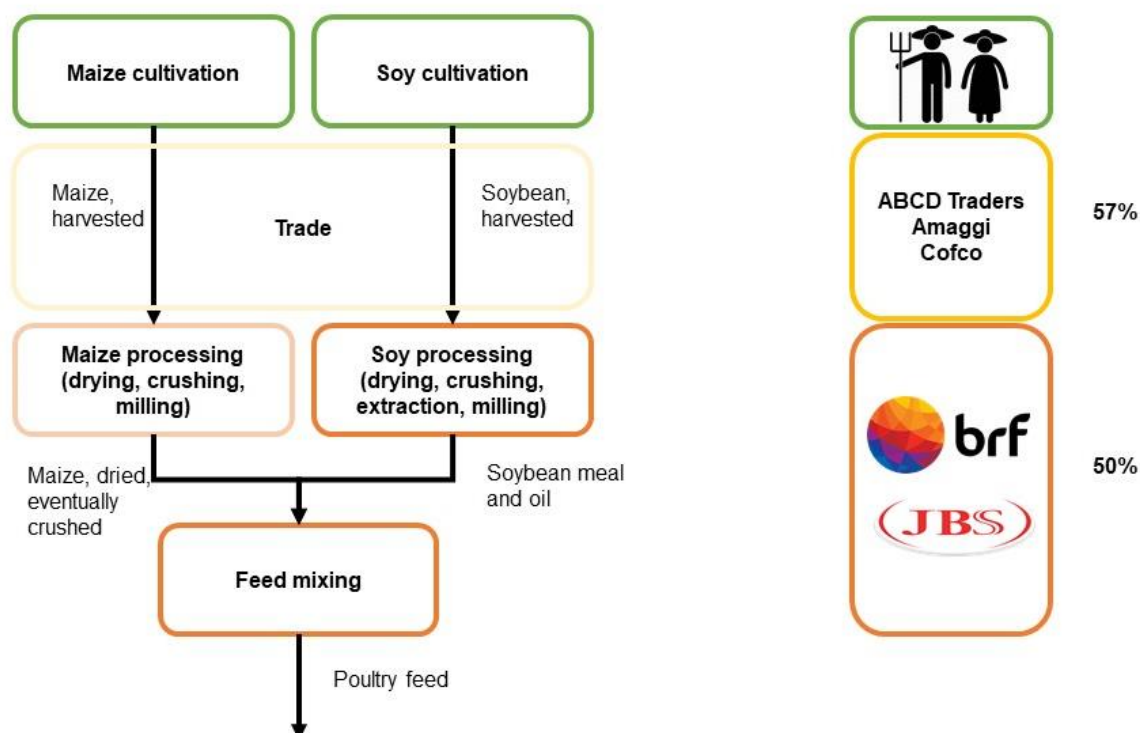 Maize cultivation
Soy cultivation
Maize,
harvested
Trade
Soybean,
harvested
Maize processing
(drying, crushing,
milling)
Soy processing
(drying, crushing,
extraction, milling)
Maize, dried,
eventually
crushed
Soybean meal
and oil
Feed mixing
Poultry feed
ABCD Traders
Amaggi
Cofco
57%
brf
JBS
50%